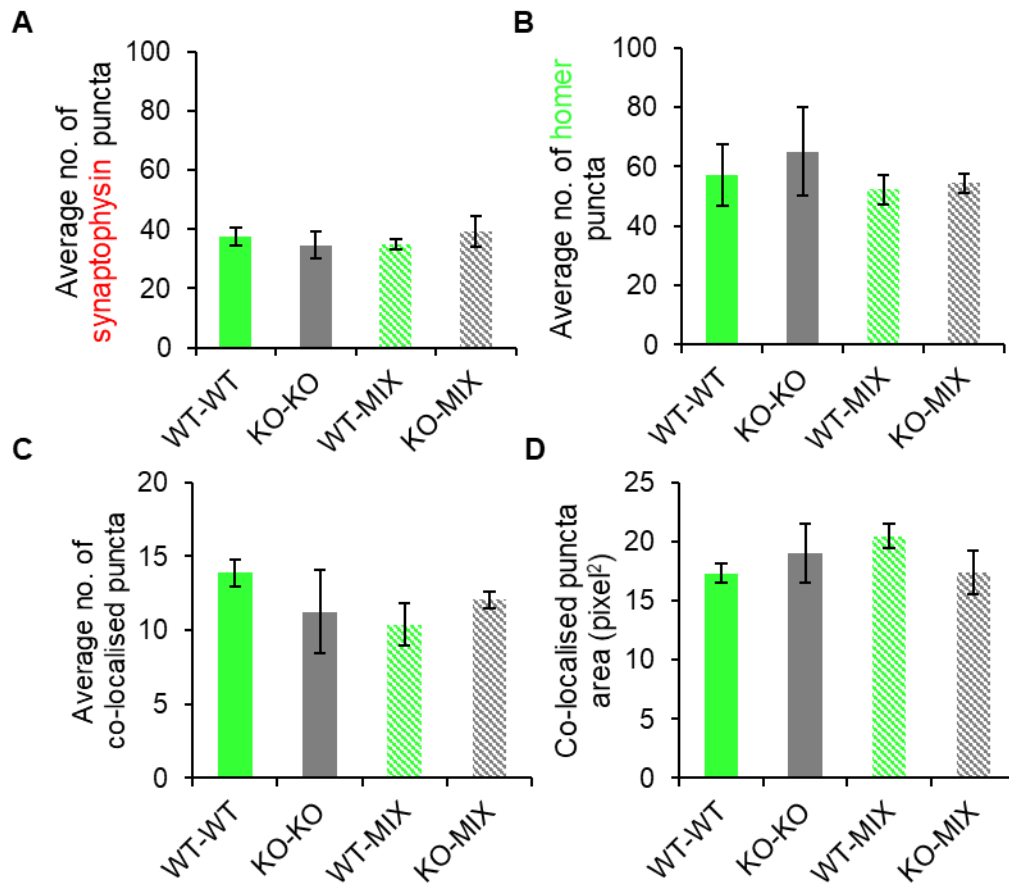 A
Average no. of
synaptophysin puncta
100
80
60
40
20
0
WT-WT
KO-KO
WT-MIX
KO-MIX
B
Average no. of homer
puncta
100
80
60
40
20
0
WT-WT
KO-KO
WT-MIX
KO-MIX
C
Average no. of
co-localised puncta
20
15
10
5
0
WT-WT
KO-KO
WT-MIX
KO-MIX
D
Co-localised puncta
area (pixel²)
25
20
15
10
5
0
WT-WT
KO-KO
WT-MIX
KO-MIX